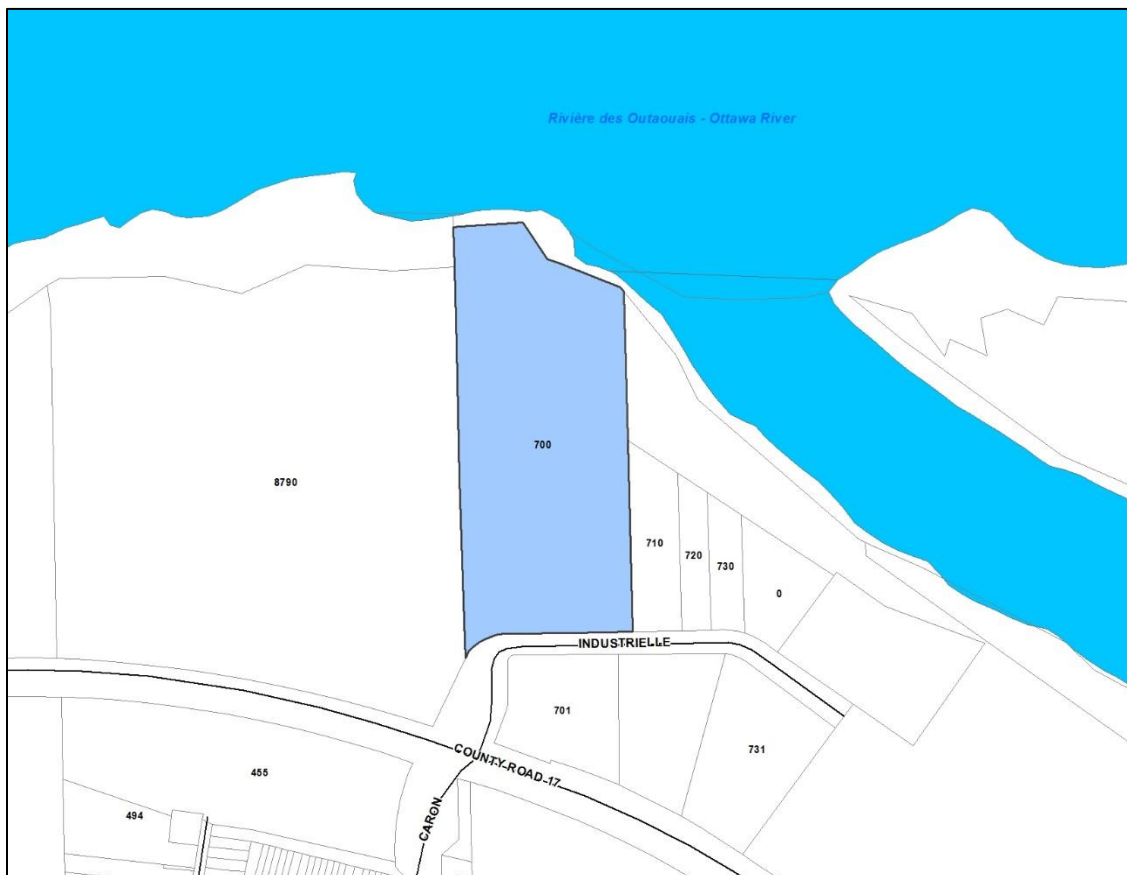 Rivière des Outaouais - Ottawa River
700
8790
710
720
730
0
INDUSTRIELLE
701
731
COUNTY ROAD 17
455
CARON
494